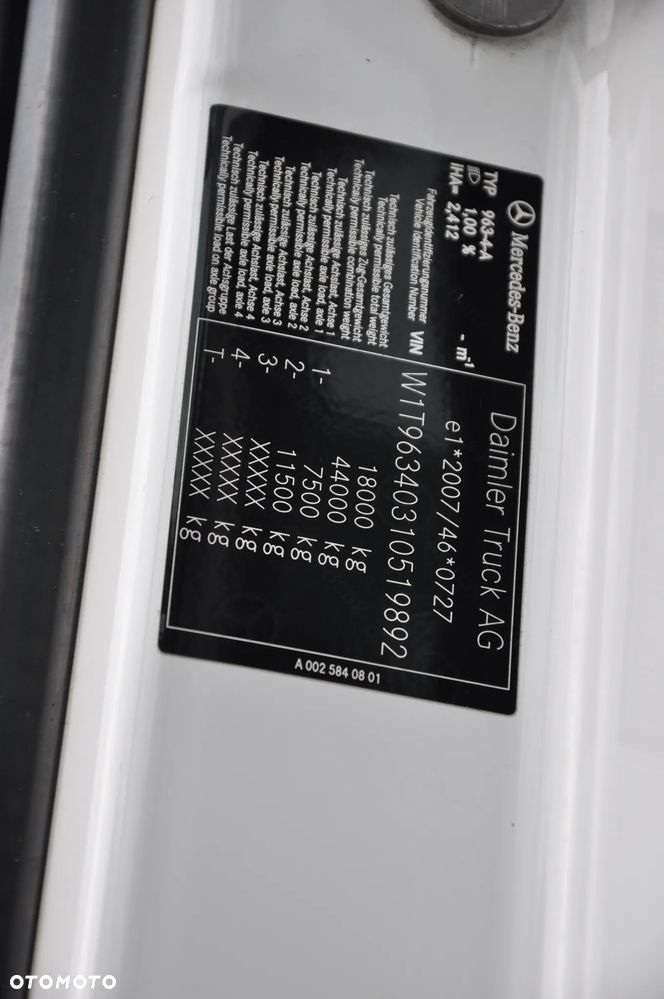 Mercedes-Benz
TYP 963-4-A
1,00 % - m-1
IHA= 2,412
Daimler Truck AG
e1*2007/46*0727
Fahrzeugidentifizierungsnummer
Vehicle Identification Number VIN W1T96340310519892
Technisch zulässiges Gesamtgewicht
Technically permissible total weight 18000 kg
Technisch zulässiges Zug-Gesamtgewicht
Technically permissible combination weight 44000 kg
Technisch zulässige Achslast, Achse 1
Technically permissible axle load, axle 1 1- 7500 kg
Technisch zulässige Achslast, Achse 2
Technically permissible axle load, axle 2 2- 11500 kg
Technisch zulässige Achslast, Achse 3
Technically permissible axle load, axle 3 3- XXXXX kg
Technisch zulässige Achslast, Achse 4
Technically permissible axle load, axle 4 4- XXXXX kg
Technisch zulässige Last der Achsgruppe
Technically permissible load on axle group T- XXXXX kg
A 002 584 08 01
OTOMOTO